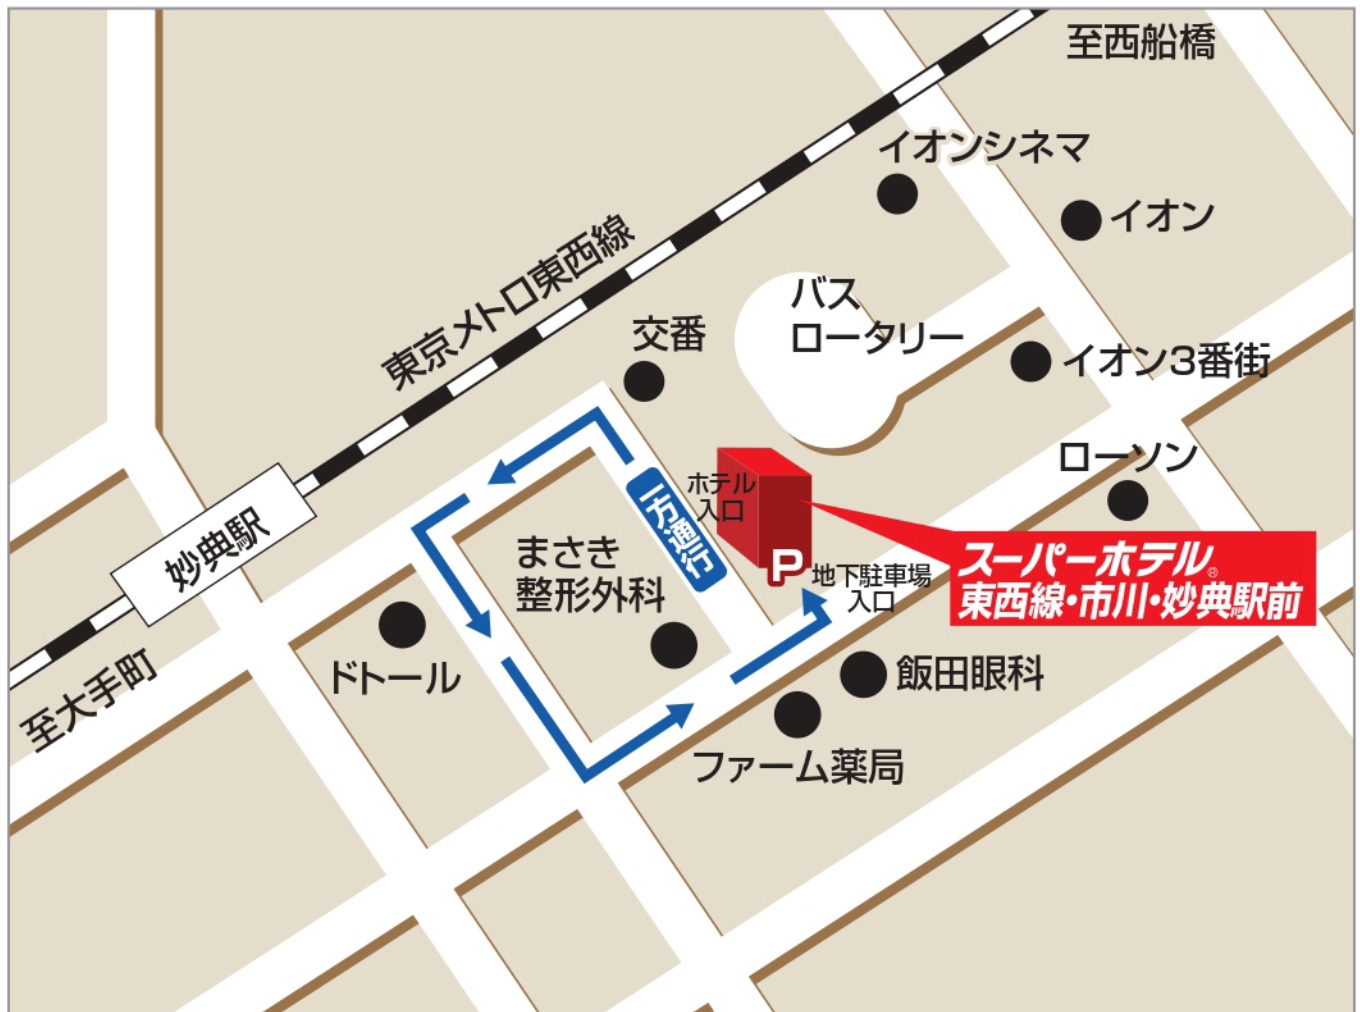 至西船橋
イオンシネマ
イオン
東京メトロ東西線
バス
ロータリー
交番
イオン3番街
ローソン
ホテル
入口
一方通行
妙典駅
まさき
整形外科
P
地下駐車場
入口
スーパーホテル®
東西線・市川・妙典駅前
ドトール
至大手町
飯田眼科
ファーム薬局